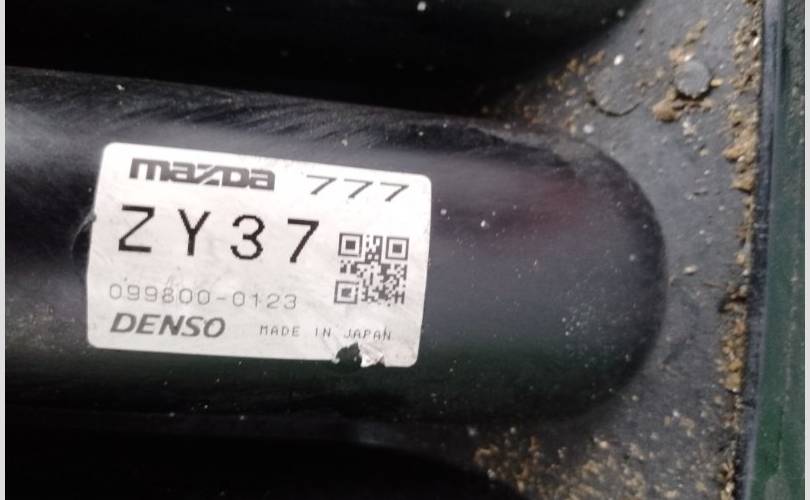 mazda 777
ZY37
099800-0123
DENSO MADE IN JAPAN